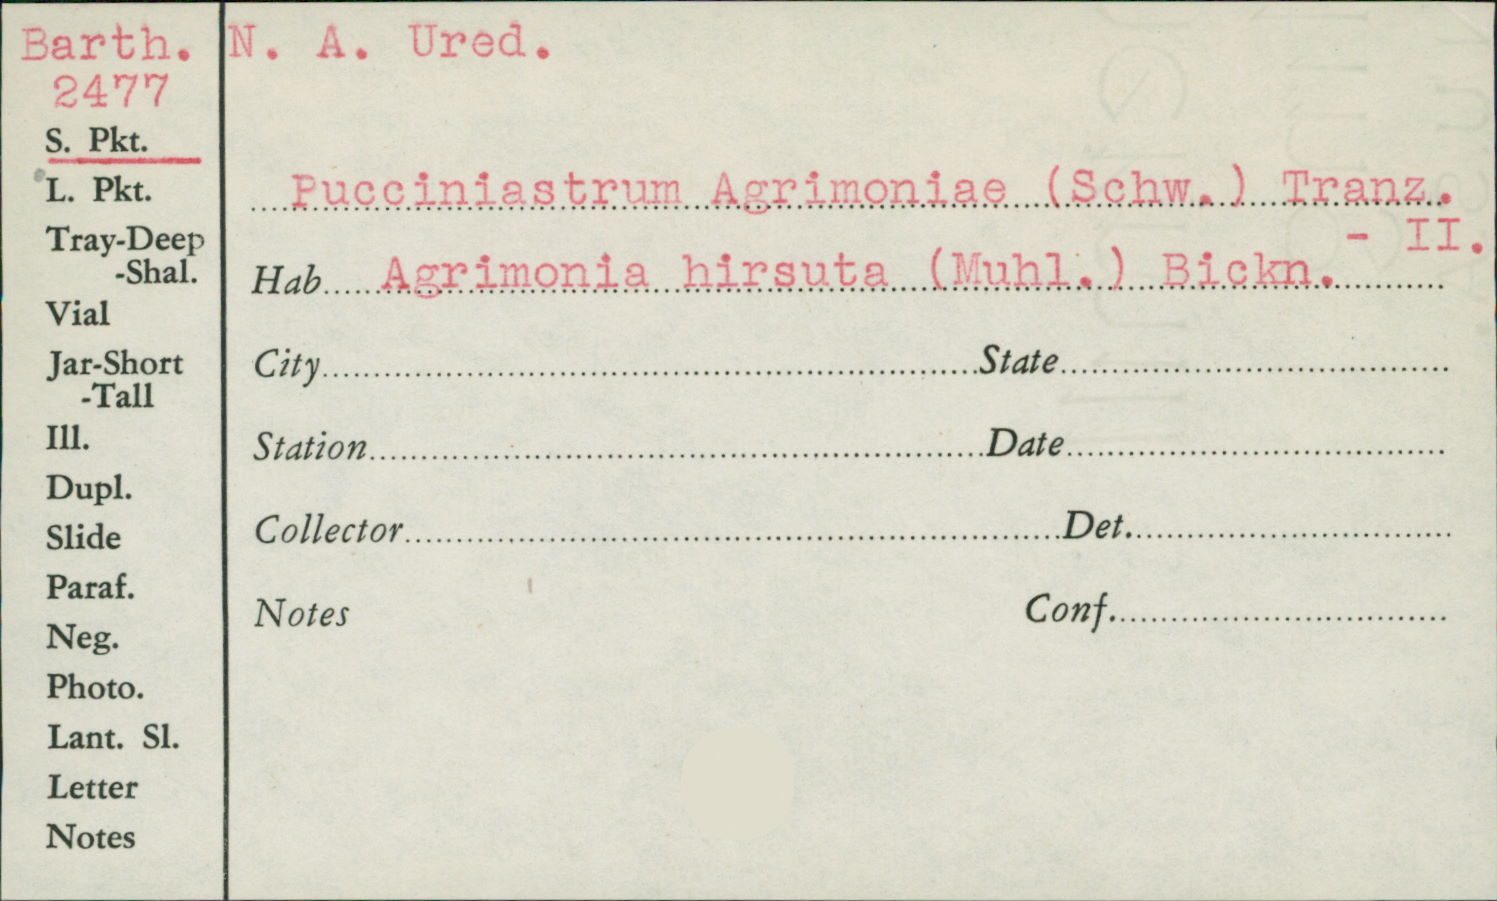 Barth. N. A. Ured.
2477
S. Pkt.
L. Pkt.
Tray-Deep
-Shal.
Vial
Jar-Short
-Tall
Ill.
Dupl.
Slide
Paraf.
Neg.
Photo.
Lant. Sl.
Letter
Notes
Pucciniastrum Agrimoniae (Schw.) Tranz.
- II.
Hab Agrimonia hirsuta (Muhl.) Bickn.
City State
Station Date
Collector Det.
Notes Conf.